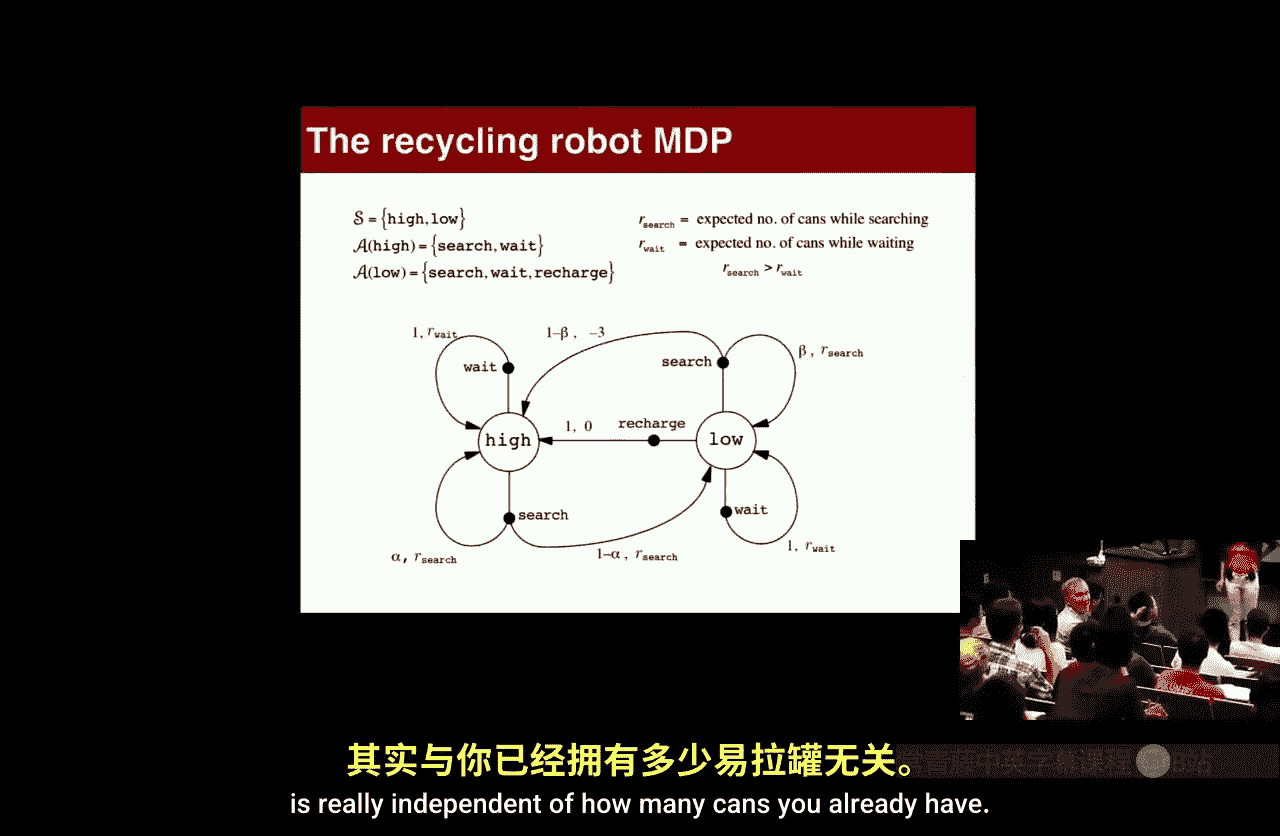 The recycling robot MDP
S = {high, low}
A(high) = {search, wait}
A(low) = {search, wait, recharge}
r_search = expected no. of cans while searching
r_wait = expected no. of cans while waiting
r_search > r_wait
1, r_wait
1–β , –3
wait
search
β , r_search
high
1, 0
recharge
low
search
wait
α, r_search
1–α , r_search
1, r_wait
其实与你已经拥有多少易拉罐无关。
is really independent of how many cans you already have.